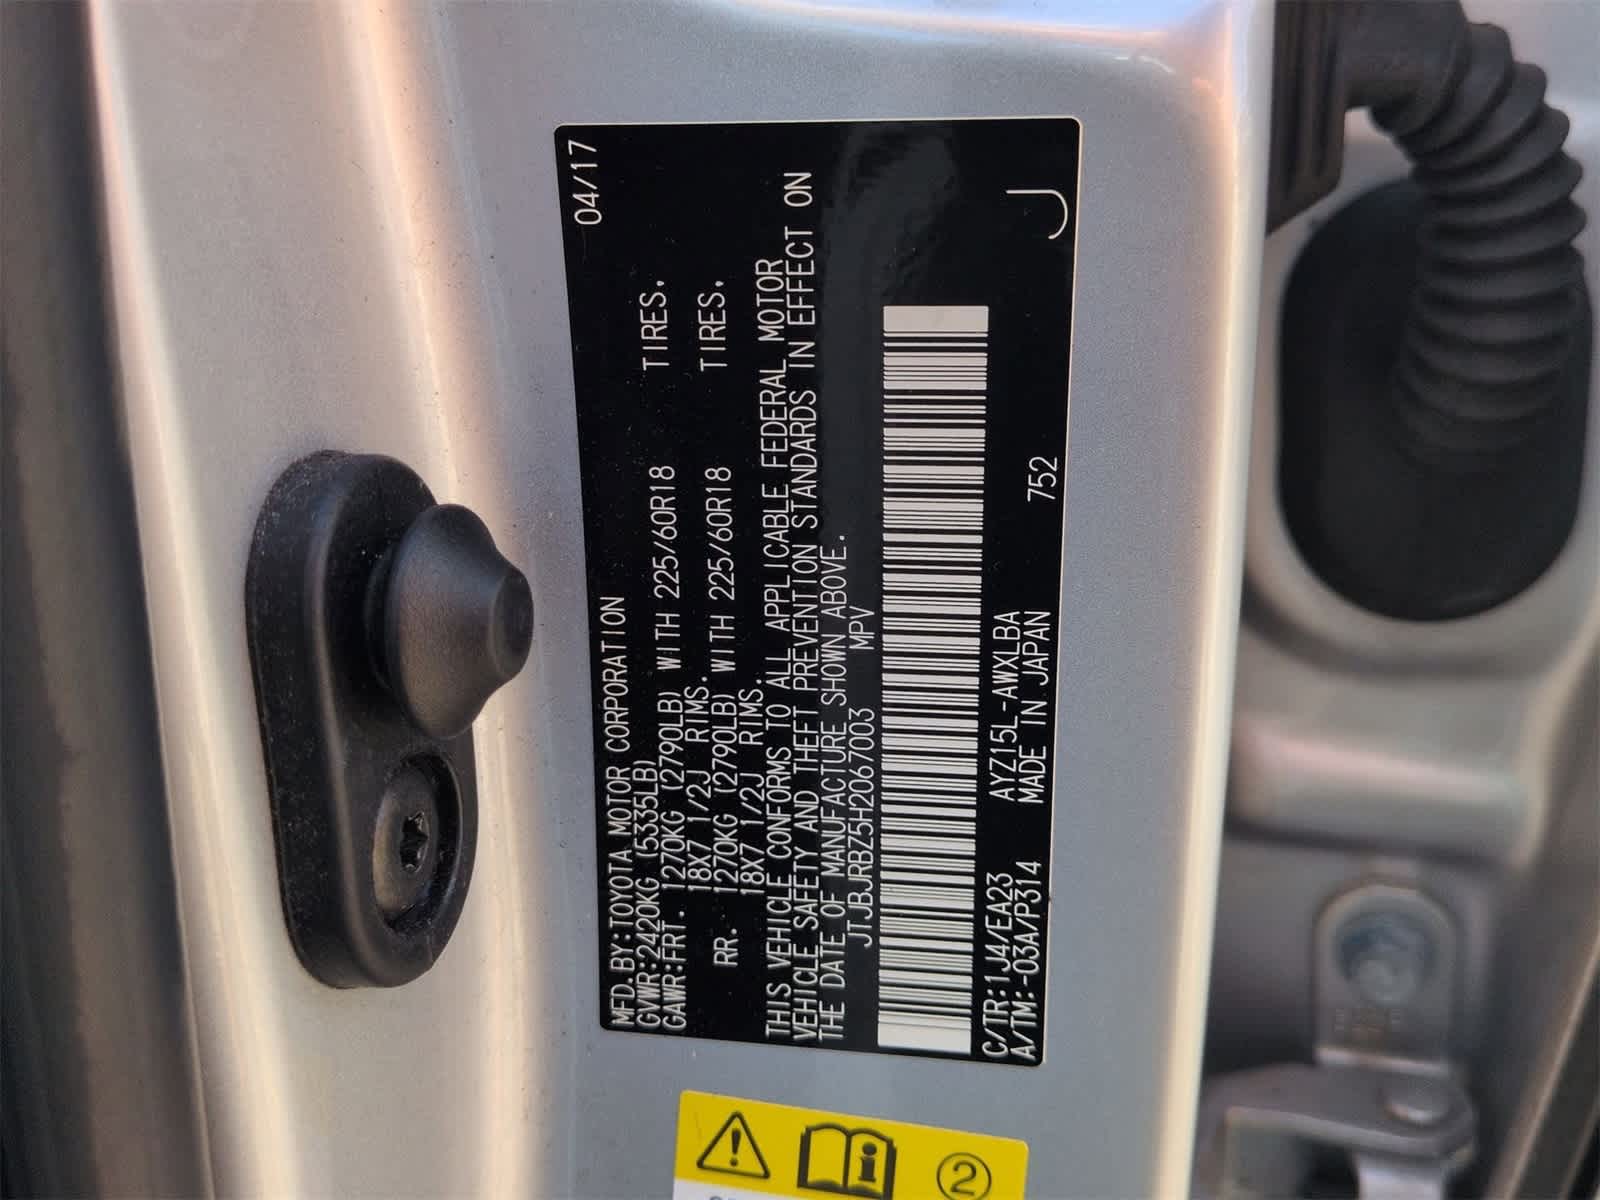 04/17
MFD.BY:TOYOTA MOTOR CORPORATION
GVWR:2420KG (5335LB)
GAWR:FRT. 1270KG (2790LB) WITH 225/60R18 TIRES,
18X7 1/2J RIMS.
RR. 1270KG (2790LB) WITH 225/60R18 TIRES,
18X7 1/2J RIMS.
THIS VEHICLE CONFORMS TO ALL APPLICABLE FEDERAL MOTOR
VEHICLE SAFETY AND THEFT PREVENTION STANDARDS IN EFFECT ON
THE DATE OF MANUFACTURE SHOWN ABOVE.
JTJBJRBZ5H2067003 MPV
C/TR:1J4/EA23 AYZ15L-AWXLBA
A/TM:-03A/P314 MADE IN JAPAN 752
J
2